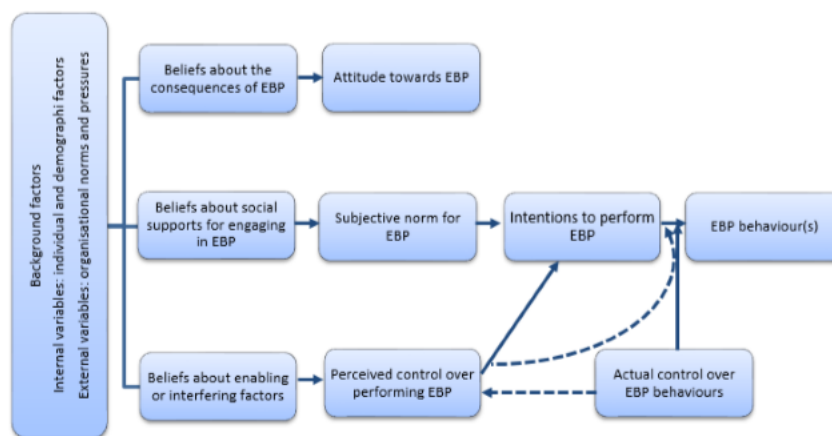 Background factors
Internal variables: individual and demographi factors
External variables: organisational norms and pressures
Beliefs about the
consequences of EBP
Attitude towards EBP
Beliefs about social
supports for engaging
in EBP
Subjective norm for
EBP
Intentions to perform
EBP
EBP behaviour(s)
Beliefs about enabling
or interfering factors
Perceived control over
performing EBP
Actual control over
EBP behaviours